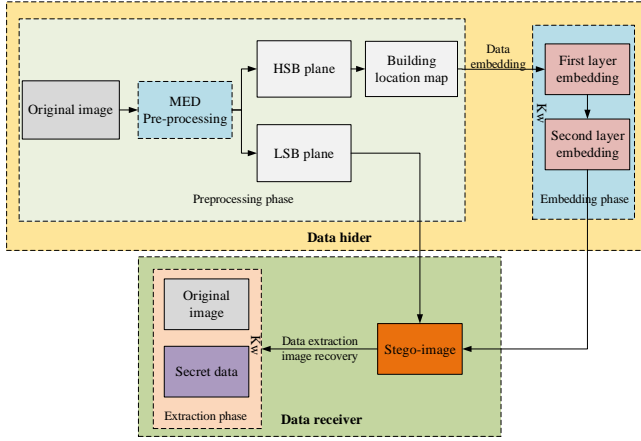 Original image
MED
Pre-processing
HSB plane
Building
location map
LSB plane
Preprocessing phase
Data
embedding
First layer
embedding
Kw
Second layer
embedding
Embedding phase
Data hider
Original
image
Secret data
Kw
Extraction phase
Data extraction
image recovery
Stego-image
Data receiver